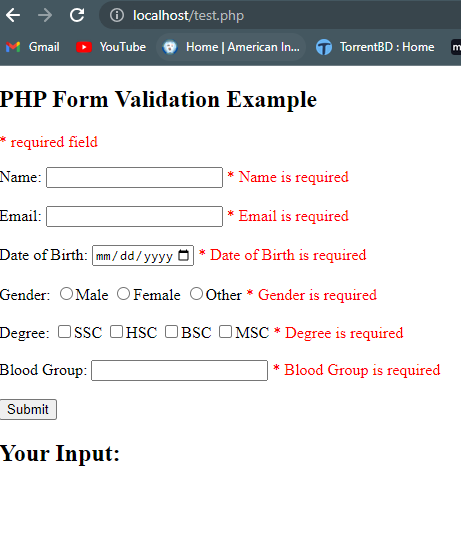 localhost/test.php
Gmail YouTube Home | American In... TorrentBD : Home m
PHP Form Validation Example
* required field
Name: * Name is required
Email: * Email is required
Date of Birth: mm/dd/yyyy * Date of Birth is required
Gender: Male Female Other * Gender is required
Degree: SSC HSC BSC MSC * Degree is required
Blood Group: * Blood Group is required
Submit
Your Input: